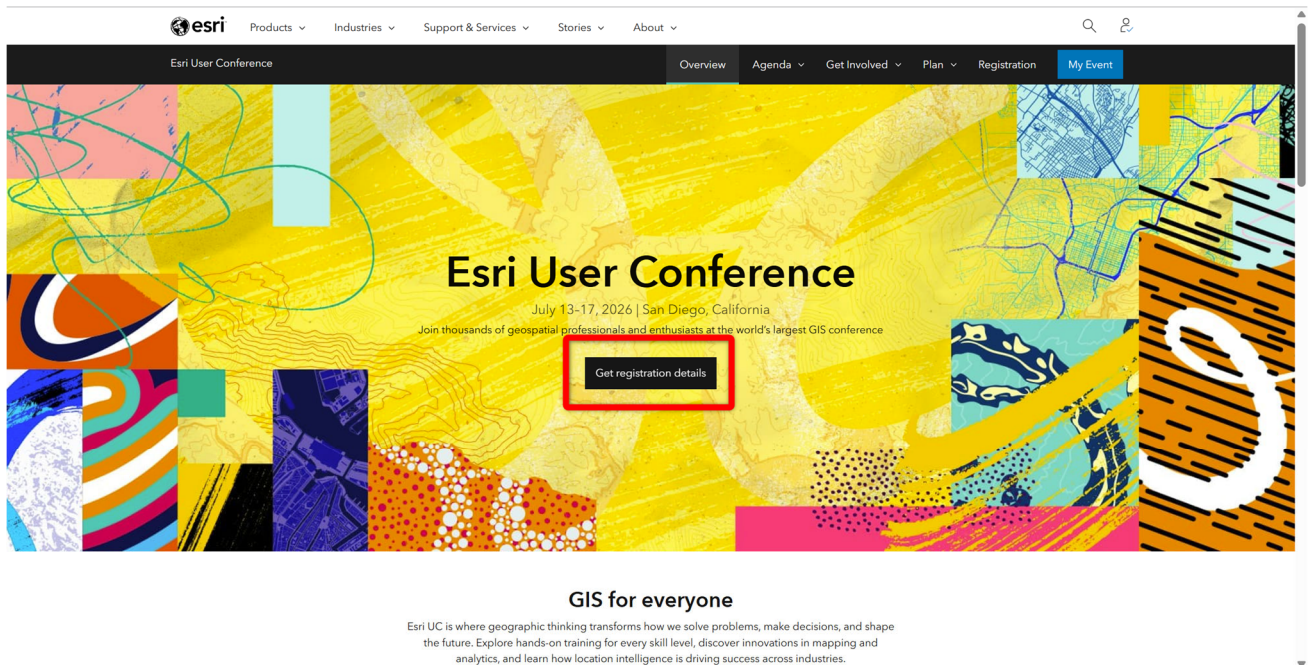 esri
Products
Industries
Support & Services
Stories
About
Esri User Conference
Overview
Agenda
Get Involved
Plan
Registration
My Event
Esri User Conference
July 13-17, 2026 | San Diego, California
Join thousands of geospatial professionals and enthusiasts at the world's largest GIS conference
Get registration details
GIS for everyone
Esri UC is where geographic thinking transforms how we solve problems, make decisions, and shape
the future. Explore hands-on training for every skill level, discover innovations in mapping and
analytics, and learn how location intelligence is driving success across industries.